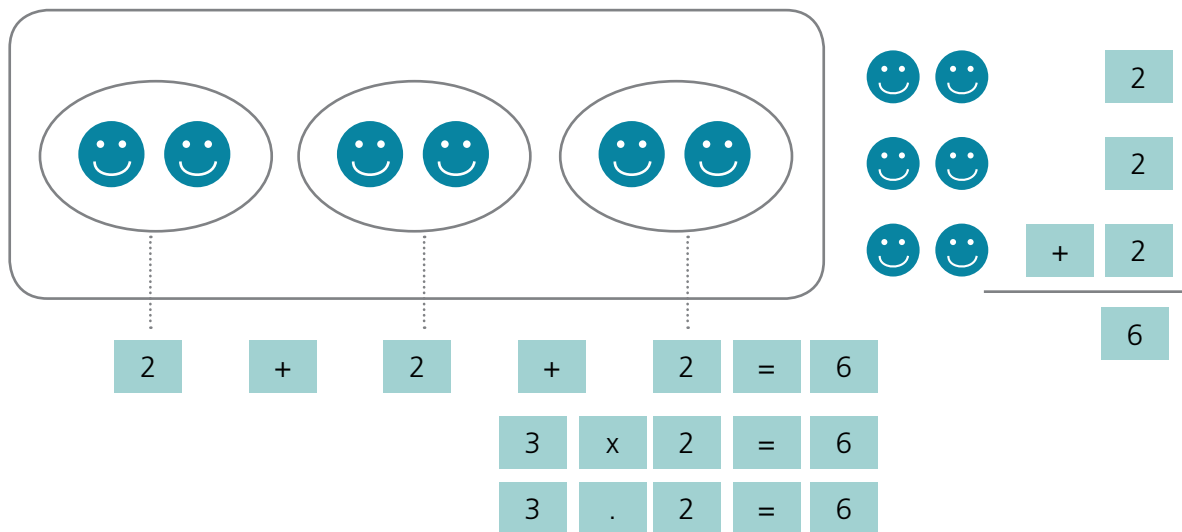 2 + 2 + 2 = 6
3 x 2 = 6
3 . 2 = 6
2
2
+ 2
6